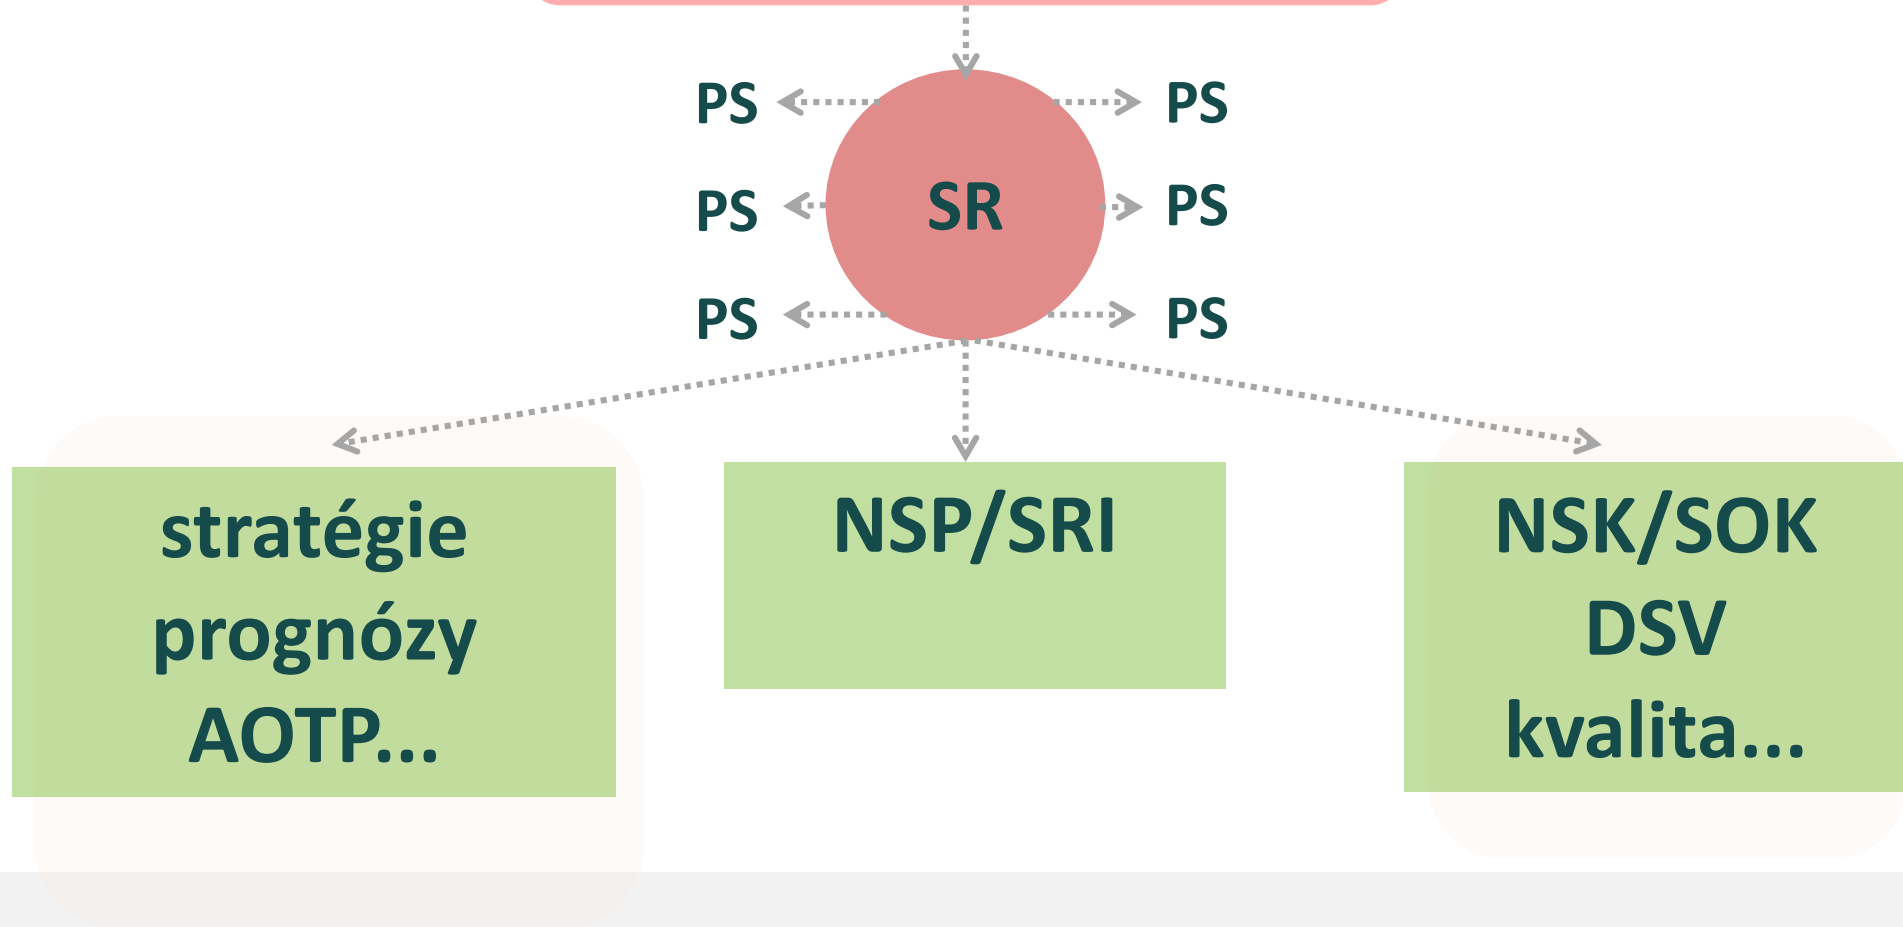 PS
PS
SR
PS
PS
PS
PS
stratégie
prognózy
AOTP...
NSP/SRI
NSK/SOK
DSV
kvalita...